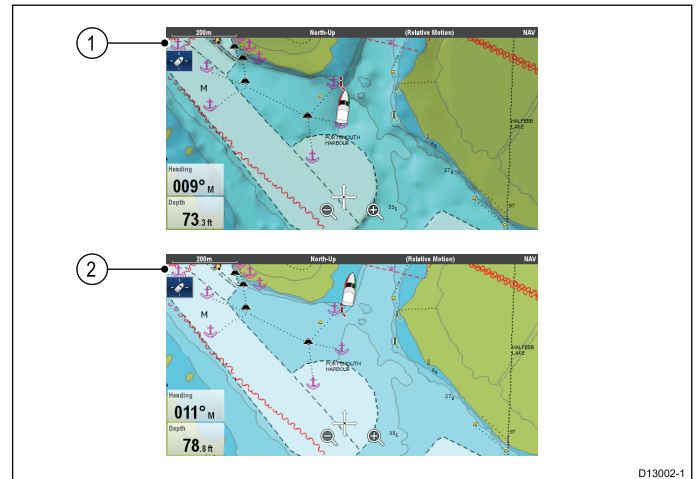 1
200m North-Up (Relative Motion) NAV
M
HALFEBB
LAKE
PORTSMOUTH
HARBOUR
Heading
009° M
Depth
73.3 ft
2
200m North-Up (Relative Motion) NAV
M
HALFEBB
LAKE
PORTSMOUTH
HARBOUR
Heading
011° M
Depth
78.8 ft
D13002-1